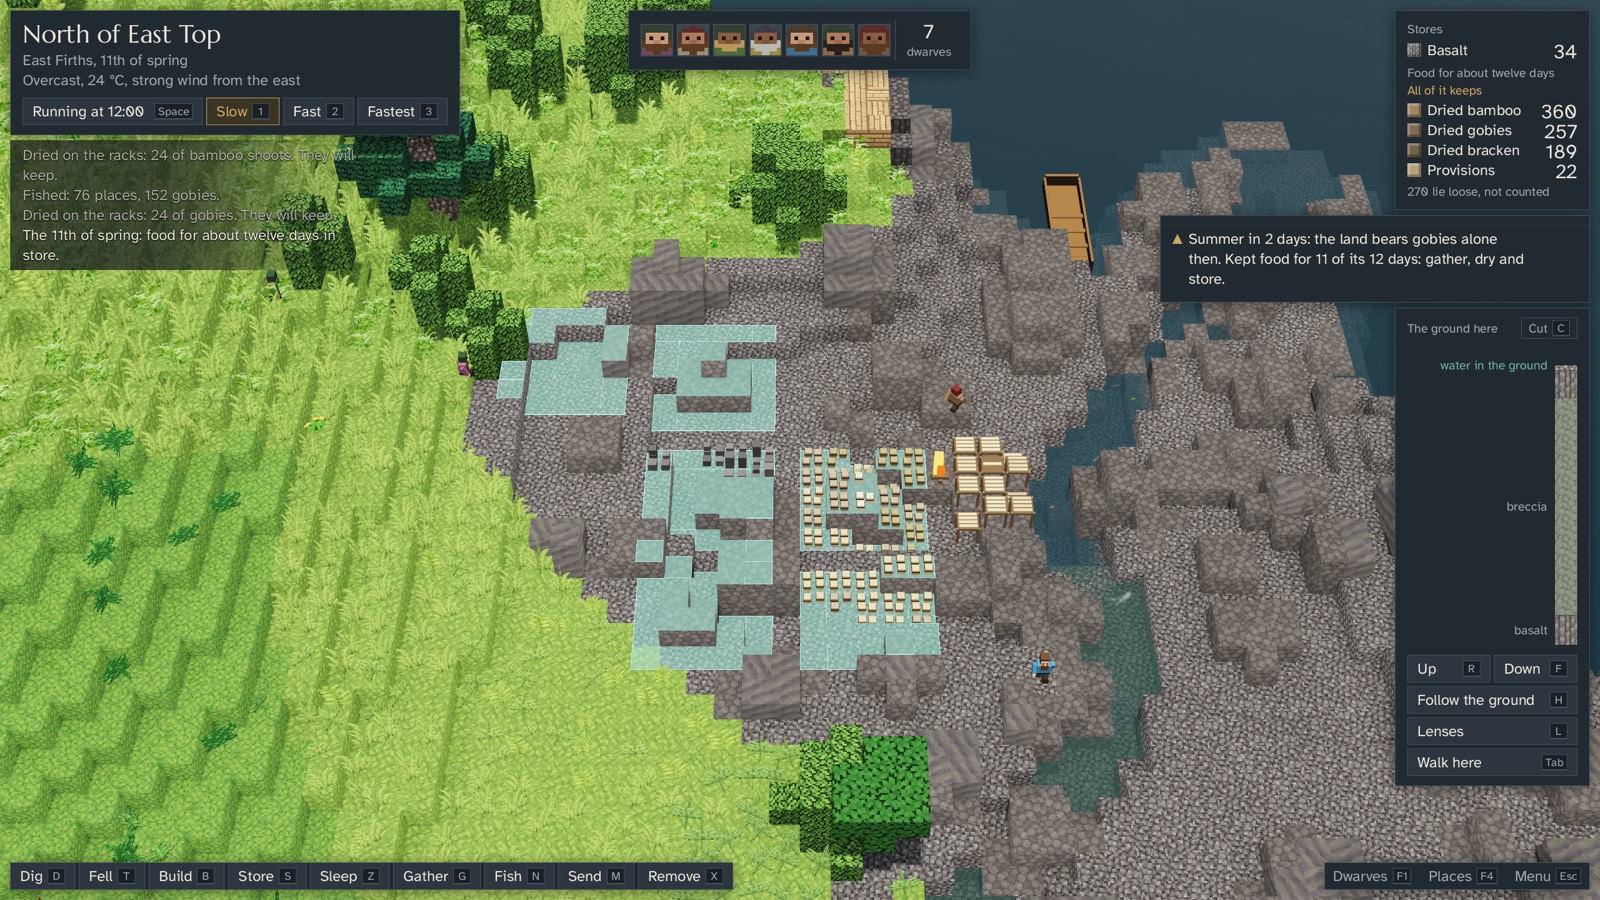 North of East Top
East Firths, 11th of spring
Overcast, 24 °C, strong wind from the east
Running at 12:00 Space Slow 1 Fast 2 Fastest 3
Dried on the racks: 24 of bamboo shoots. They will
keep.
Fished: 76 places, 152 gobies.
Dried on the racks: 24 of gobies. They will keep.
The 11th of spring: food for about twelve days in
store.
7
dwarves
Stores
Basalt 34
Food for about twelve days
All of it keeps
Dried bamboo 360
Dried gobies 257
Dried bracken 189
Provisions 22
270 lie loose, not counted
Summer in 2 days: the land bears gobies alone
then. Kept food for 11 of its 12 days: gather, dry and
store.
The ground here Cut C
water in the ground
breccia
basalt
Up R Down F
Follow the ground H
Lenses L
Walk here Tab
Dig D Fell T Build B Store S Sleep Z Gather G Fish N Send M Remove X
Dwarves F1 Places F4 Menu Esc